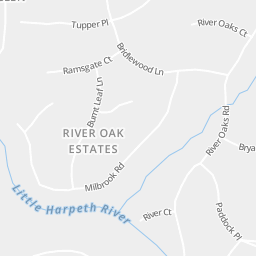 Tupper Pl
River Oaks Ct
Bridlewood Ln
Ramsgate Ct
Burnt Leaf Ln
River Oaks Rd
RIVER OAK
ESTATES
Millbrook Rd
Little Harpeth River
River Ct
Paddock Pl